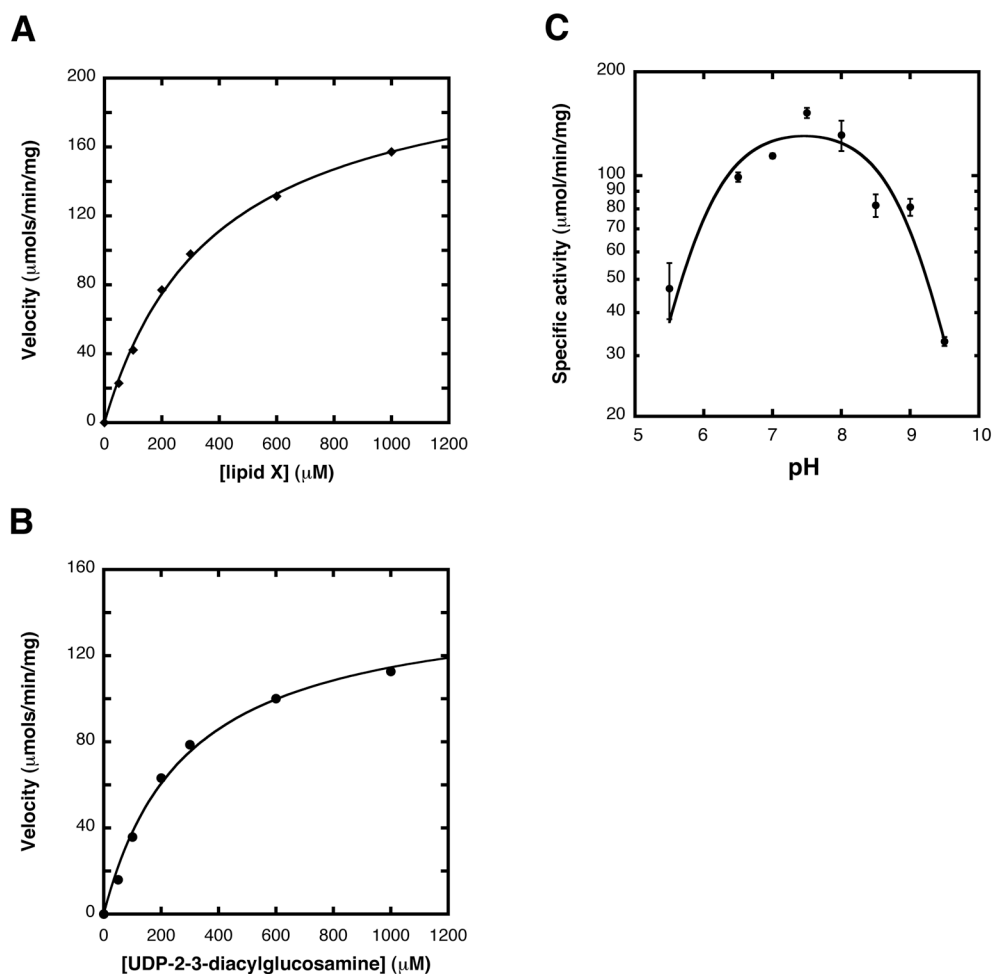 A
200
160
120
80
40
0
Velocity (μmols/min/mg)
0 200 400 600 800 1000 1200
[lipid X] (μM)
B
160
120
80
40
0
Velocity (μmols/min/mg)
0 200 400 600 800 1000 1200
[UDP-2-3-diacylglucosamine] (μM)
C
200
100
90
80
70
60
50
40
30
20
Specific activity (μmol/min/mg)
5 6 7 8 9 10
pH